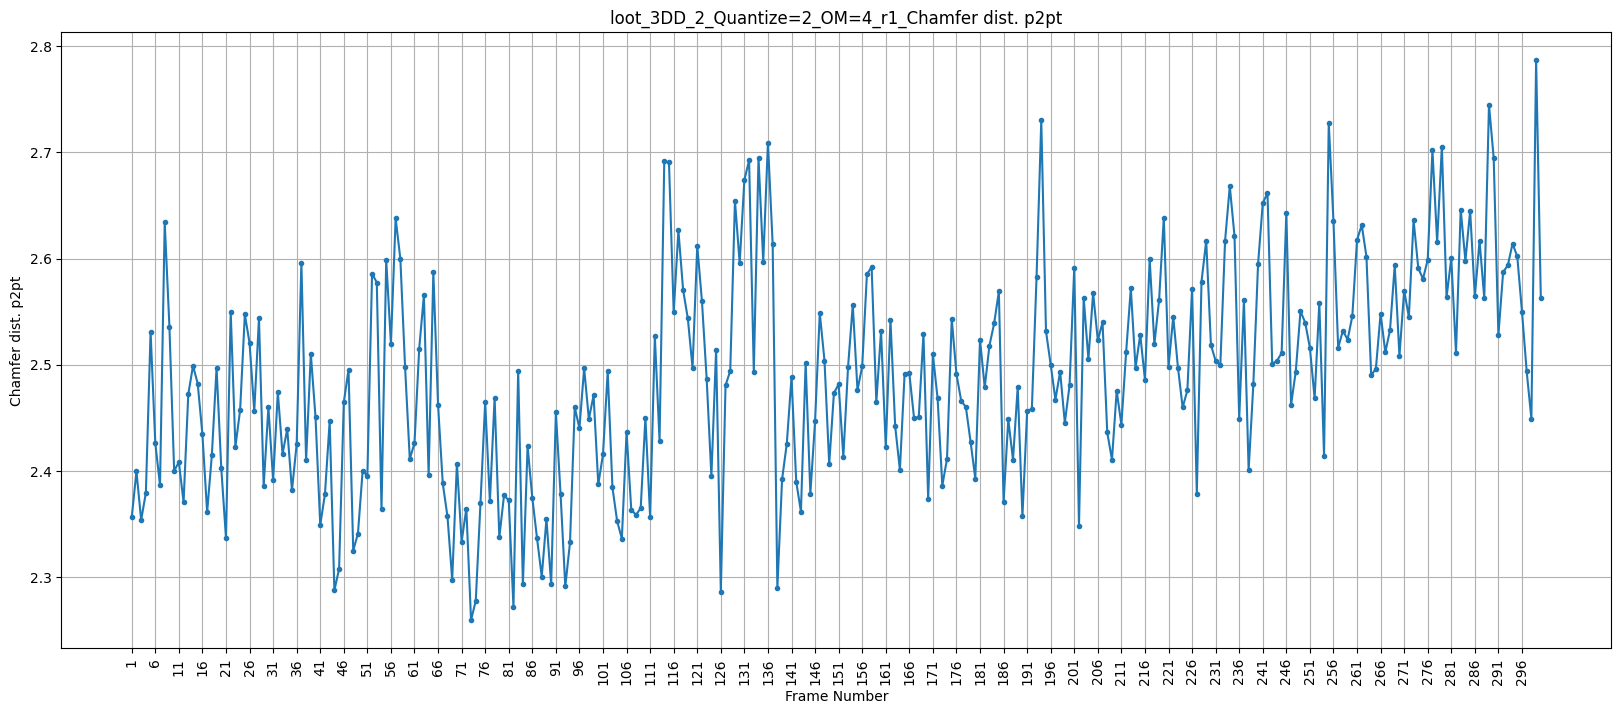 loot_3DD_2_Quantize=2_OM=4_r1_Chamfer dist. p2pt
2.8
2.7
2.6
2.5
2.4
2.3
Chamfer dist. p2pt
1 6 11 16 21 26 31 36 41 46 51 56 61 66 71 76 81 86 91 96 101 106 111 116 121 126 131 136 141 146 151 156 161 166 171 176 181 186 191 196 201 206 211 216 221 226 231 236 241 246 251 256 261 266 271 276 281 286 291 296
Frame Number